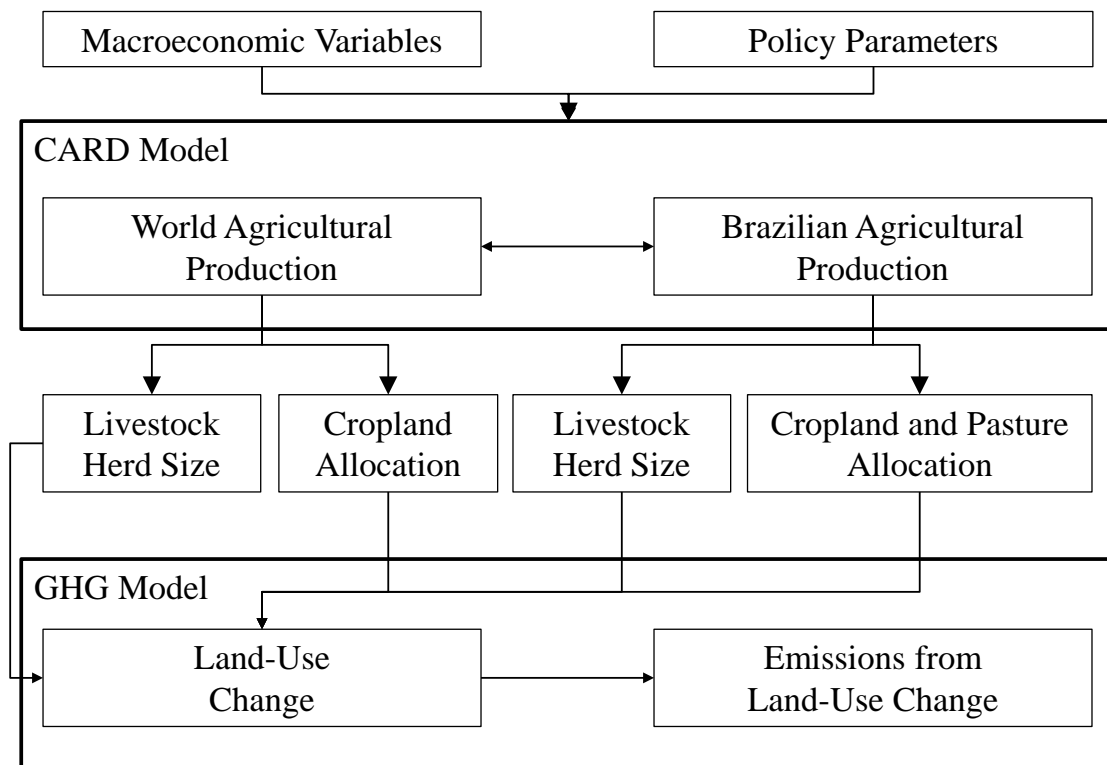 Macroeconomic Variables
Policy Parameters
CARD Model
World Agricultural
Production
Brazilian Agricultural
Production
Livestock
Herd Size
Cropland
Allocation
Livestock
Herd Size
Cropland and Pasture
Allocation
GHG Model
Land-Use
Change
Emissions from
Land-Use Change